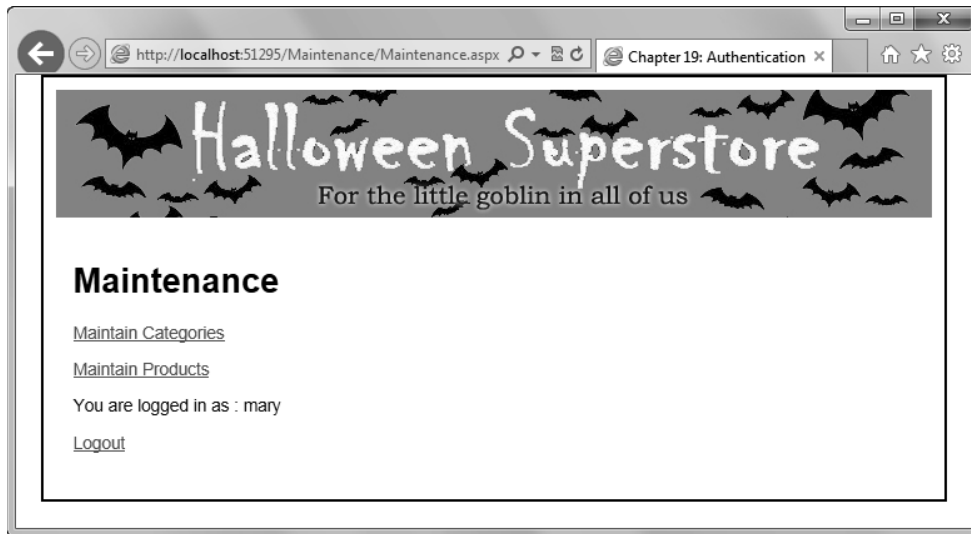 http://localhost:51295/Maintenance/Maintenance.aspx
Chapter 19: Authentication
Halloween Superstore
For the little goblin in all of us
Maintenance
Maintain Categories
Maintain Products
You are logged in as : mary
Logout